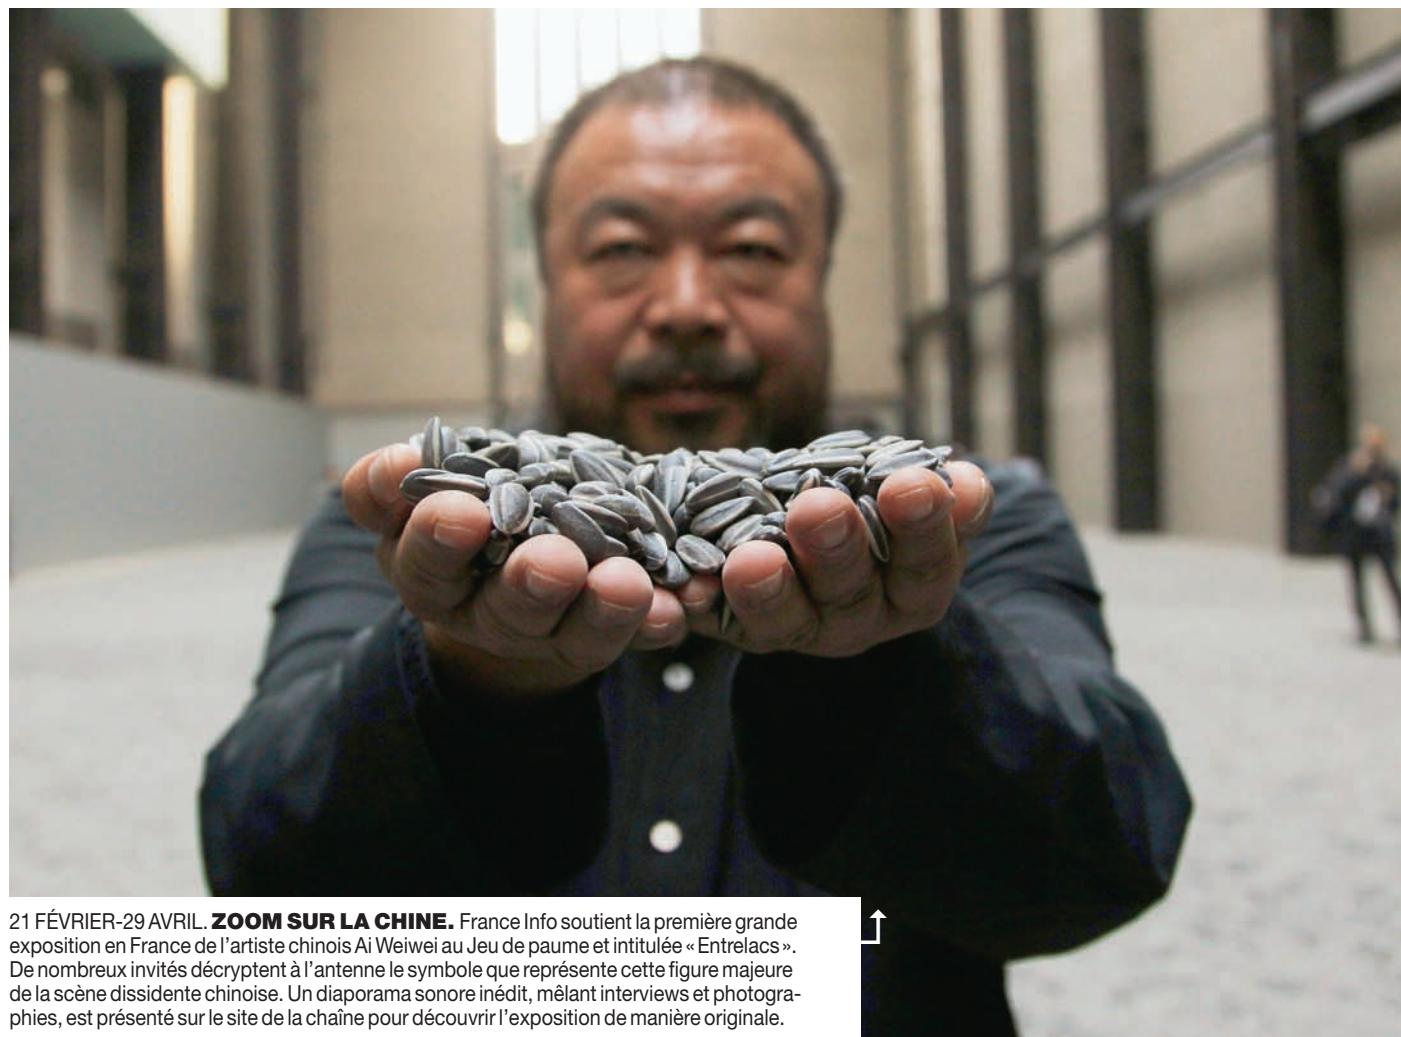 21 FÉVRIER-29 AVRIL. ZOOM SUR LA CHINE. France Info soutient la première grande
exposition en France de l’artiste chinois Ai Weiwei au Jeu de paume et intitulée « Entrelacs ».
De nombreux invités décryptent à l’antenne le symbole que représente cette figure majeure
de la scène dissidente chinoise. Un diaporama sonore inédit, mêlant interviews et photogra-
phies, est présenté sur le site de la chaîne pour découvrir l’exposition de manière originale.